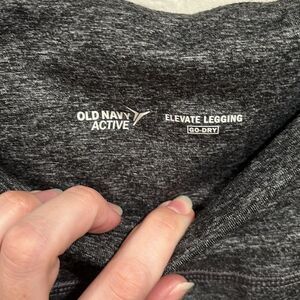 OLD NAVY
ACTIVE
ELEVATE LEGGING
GO-DRY